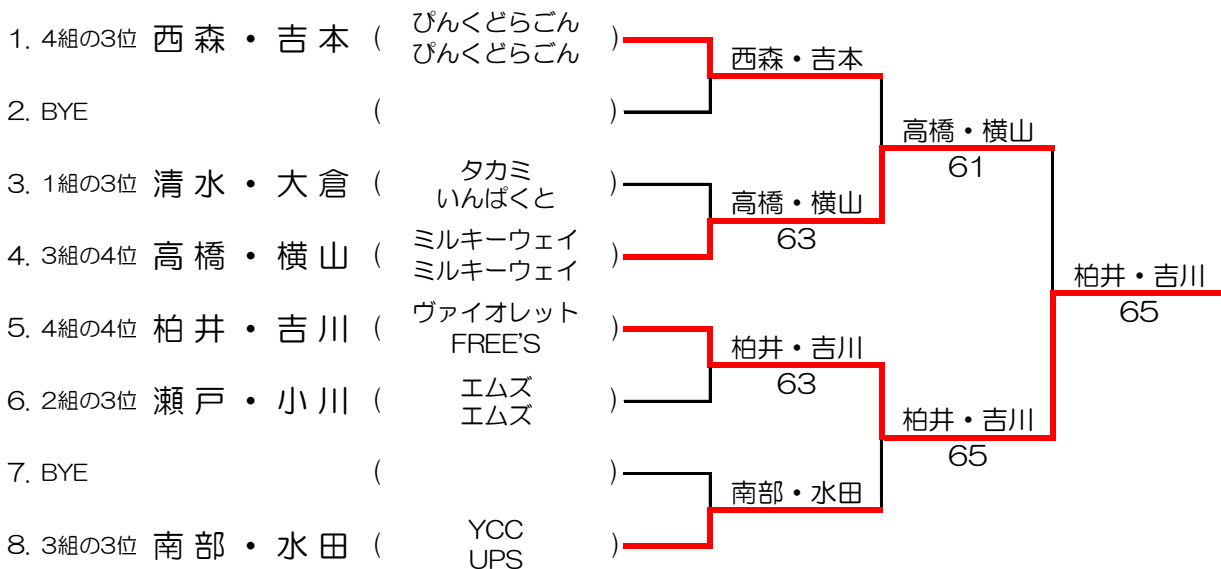 1. 4組の3位 西森・吉本 ( ぴんくどらごん
ぴんくどらごん )
2. BYE ( )
3. 1組の3位 清水・大倉 ( タカミ
いんぱくと )
4. 3組の4位 高橋・横山 ( ミルキーウェイ
ミルキーウェイ )
5. 4組の4位 柏井・吉川 ( ヴァイオレット
FREE'S )
6. 2組の3位 瀬戸・小川 ( エムズ
エムズ )
7. BYE ( )
8. 3組の3位 南部・水田 ( YCC
UPS )
西森・吉本
高橋・横山
63
柏井・吉川
63
南部・水田
高橋・横山
61
柏井・吉川
65
柏井・吉川
65